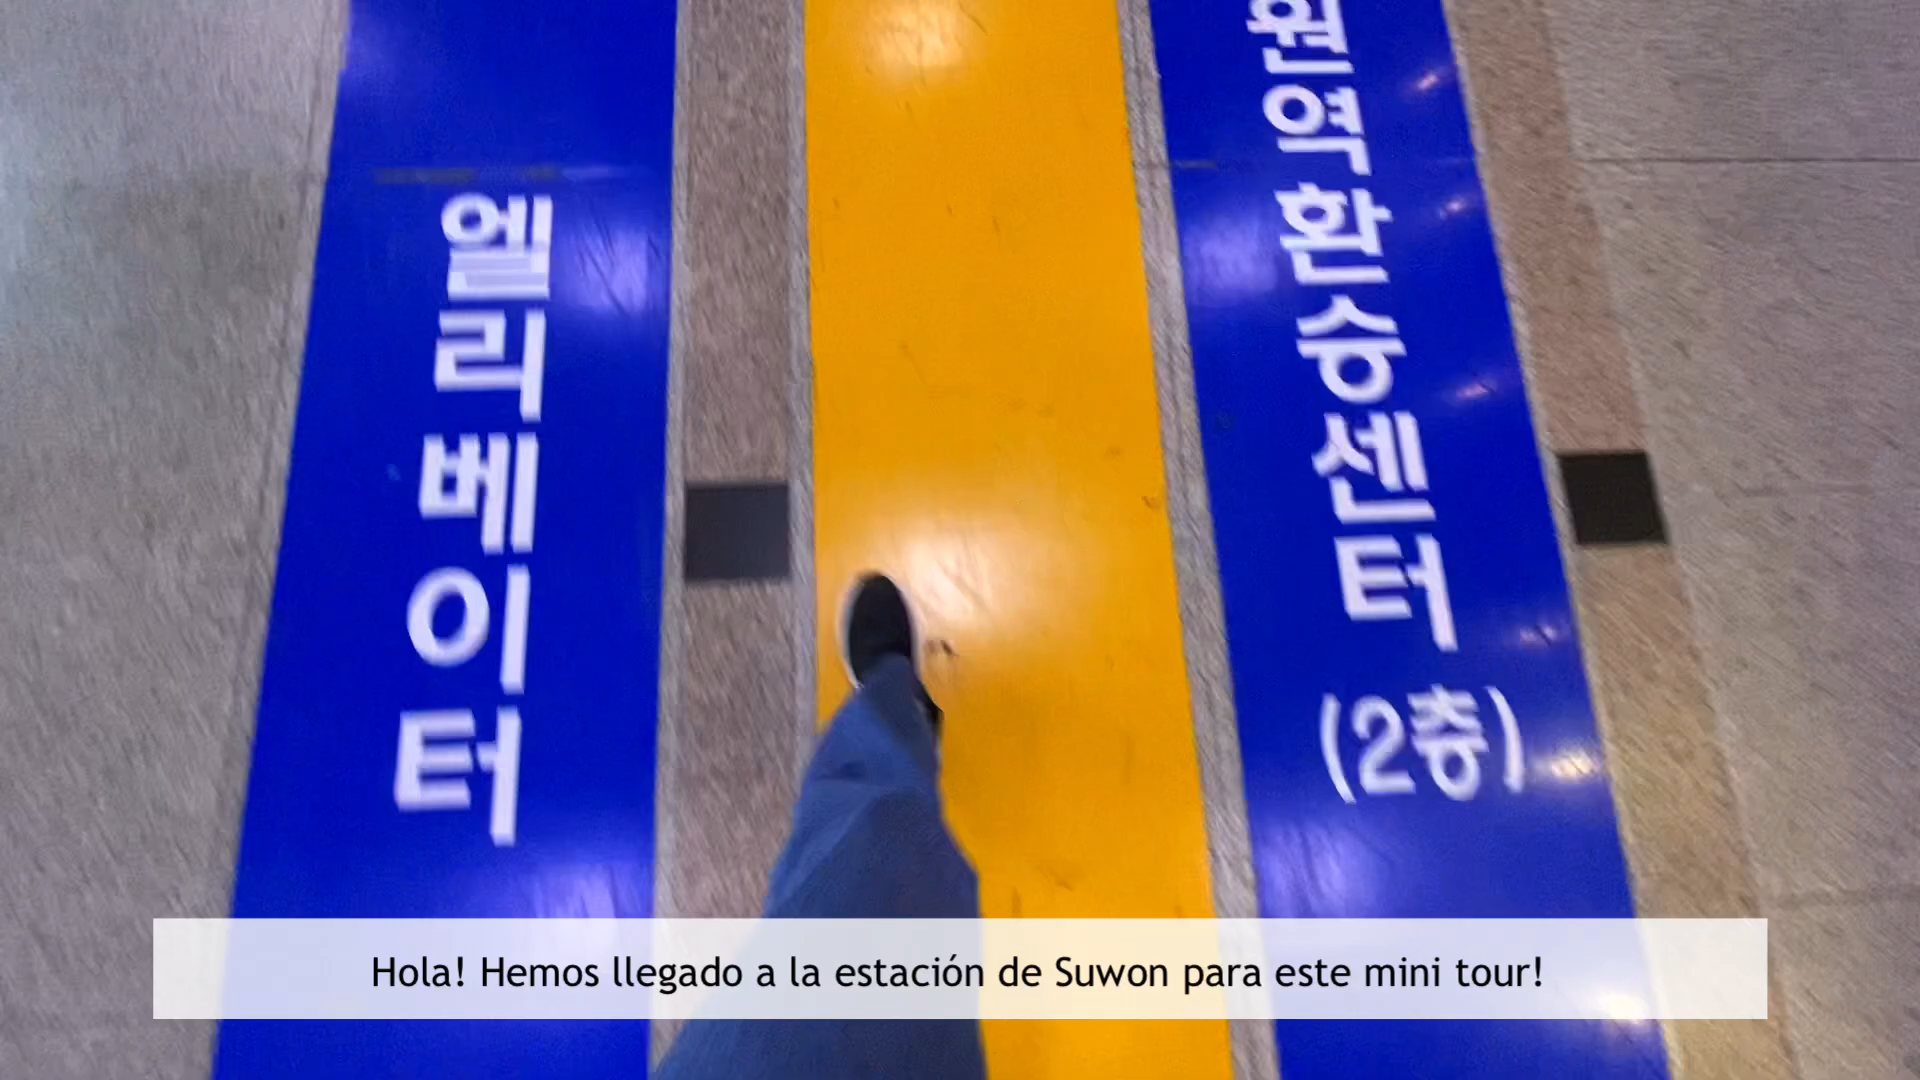 엘리베이터
원역 환승센터
(2층)
Hola! Hemos llegado a la estación de Suwon para este mini tour!